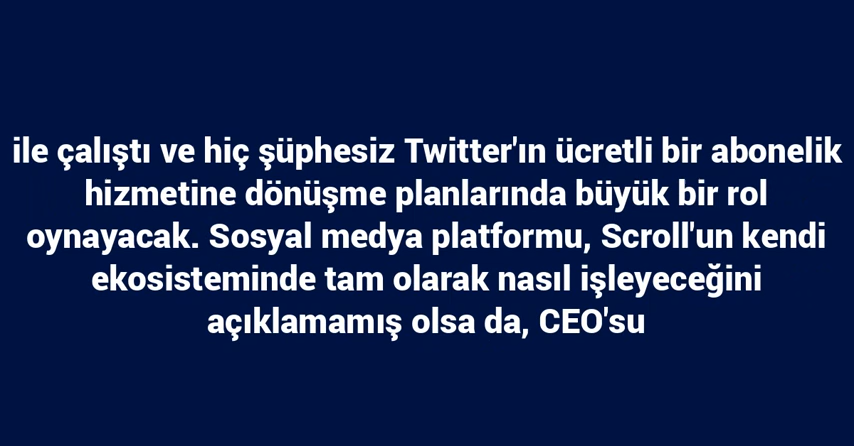 ile çalıştı ve hiç şüphesiz Twitter'ın ücretli bir abonelik
hizmetine dönüşme planlarında büyük bir rol
oynayacak. Sosyal medya platformu, Scroll'un kendi
ekosisteminde tam olarak nasıl işleyeceğini
açıklamamış olsa da, CEO'su